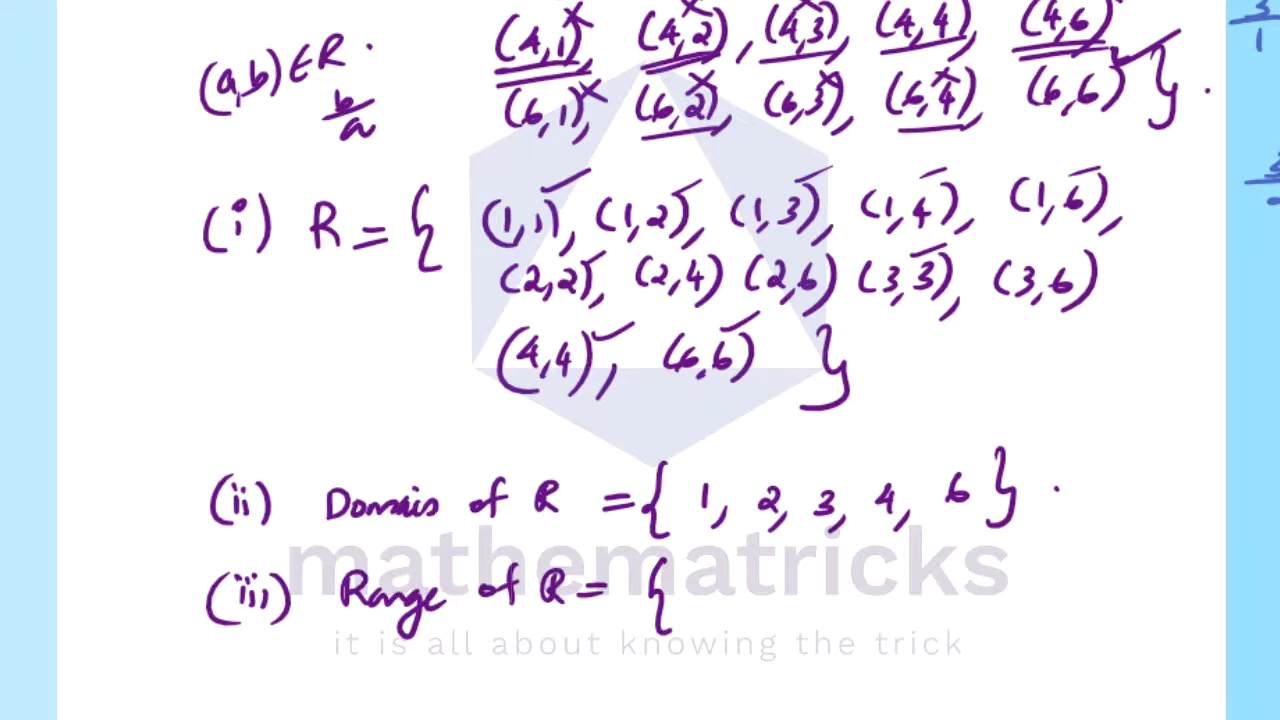 (4,1) (4,2), (4,3), (4,4), (4,6)
(a,b) ∈ R. (6,1), (6,2), (6,3), (6,4), (6,6) } .
b/a
(i) R = { (1,1), (1,2), (1,3), (1,4), (1,6),
(2,2), (2,4) (2,6) (3,3), (3,6)
(4,4), (6,6) }
(ii) Domain of R = { 1, 2, 3, 4, 6 } .
mathematricks
(iii) Range of R = {
it is all about knowing the trick
3
1